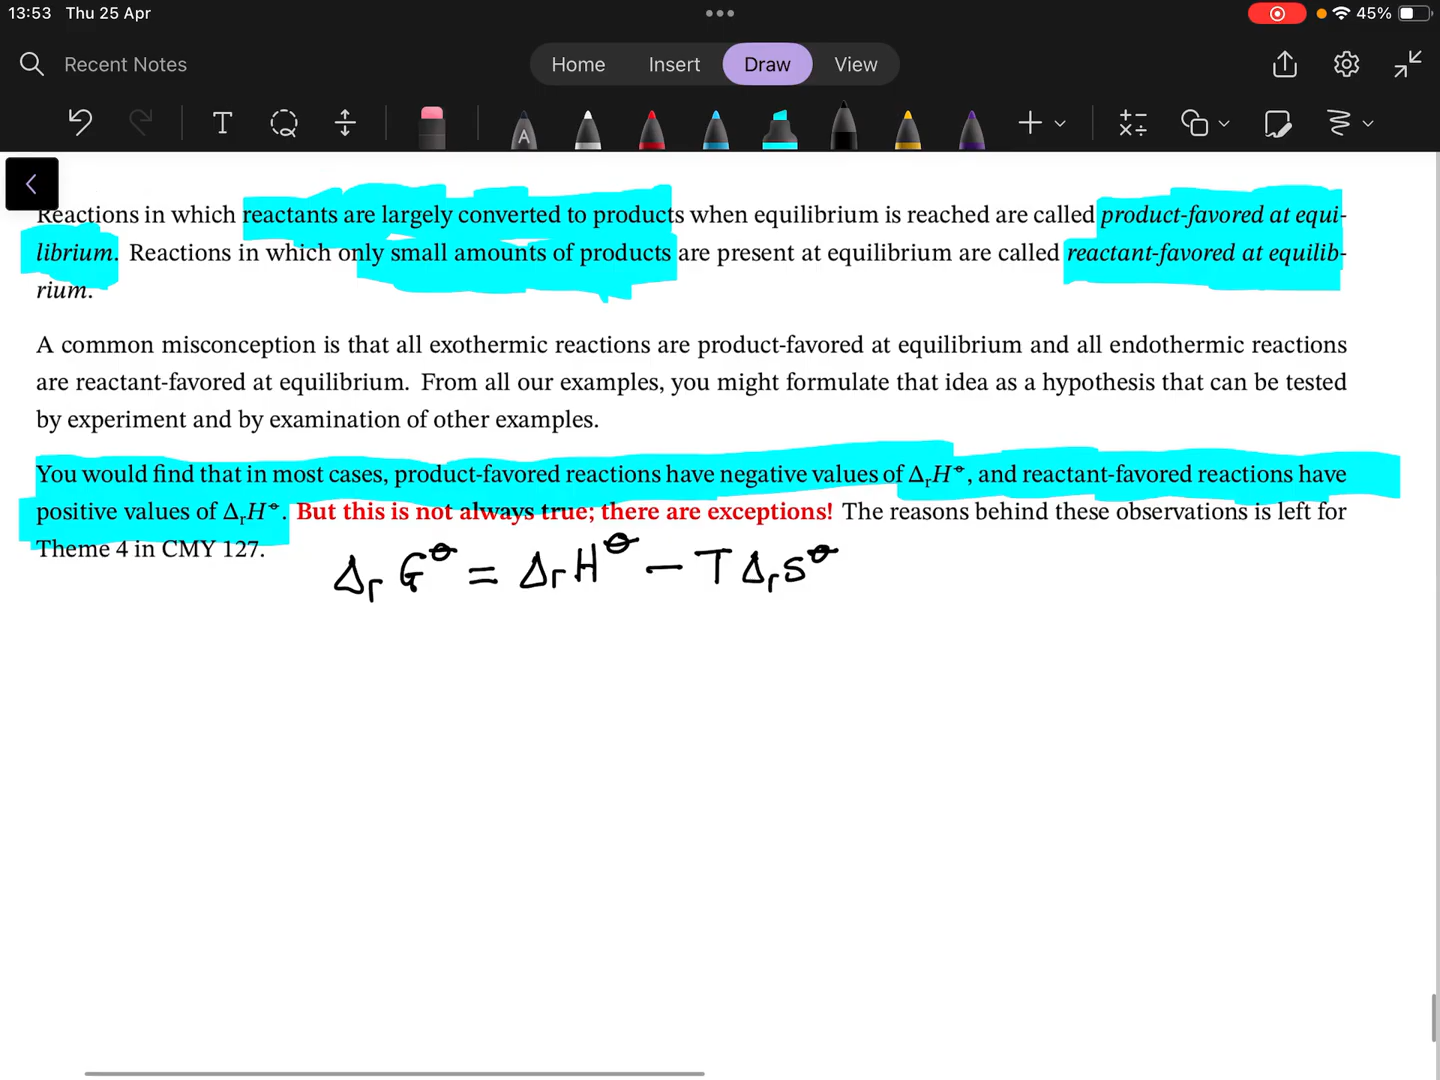 13:53 Thu 25 Apr
45%
Recent Notes
Home Insert Draw View
T
A
Reactions in which reactants are largely converted to products when equilibrium is reached are called product-favored at equi-
librium. Reactions in which only small amounts of products are present at equilibrium are called reactant-favored at equilib-
rium.
A common misconception is that all exothermic reactions are product-favored at equilibrium and all endothermic reactions
are reactant-favored at equilibrium. From all our examples, you might formulate that idea as a hypothesis that can be tested
by experiment and by examination of other examples.
You would find that in most cases, product-favored reactions have negative values of ΔᵣH⦵, and reactant-favored reactions have
positive values of ΔᵣH⦵. But this is not always true; there are exceptions! The reasons behind these observations is left for
Theme 4 in CMY 127.
ΔᵣG⦵ = ΔᵣH⦵ − TΔᵣS⦵